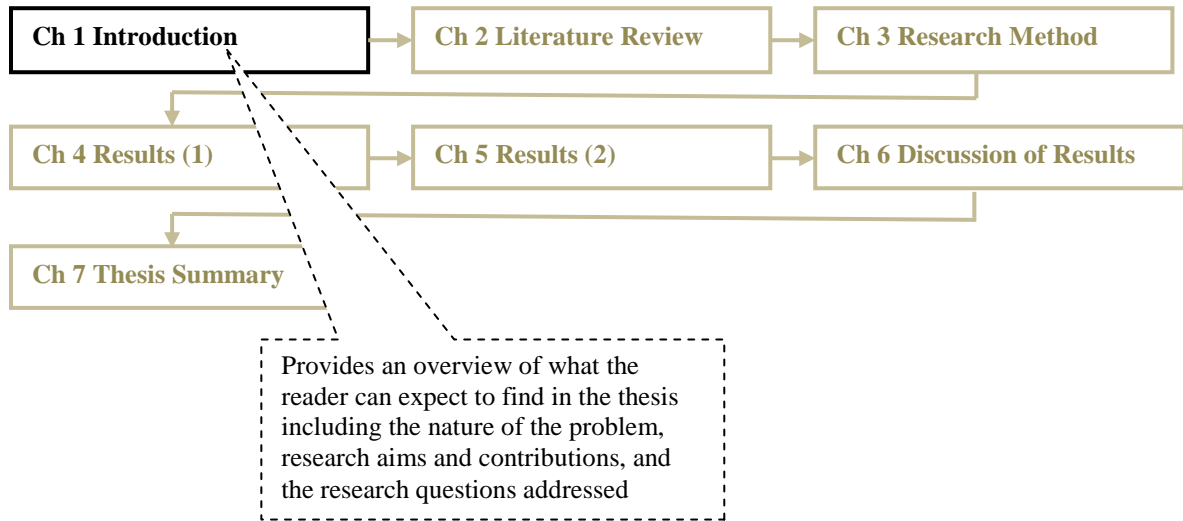 Ch 1 Introduction
Ch 2 Literature Review
Ch 3 Research Method
Ch 4 Results (1)
Ch 5 Results (2)
Ch 6 Discussion of Results
Ch 7 Thesis Summary
Provides an overview of what the
reader can expect to find in the thesis
including the nature of the problem,
research aims and contributions, and
the research questions addressed